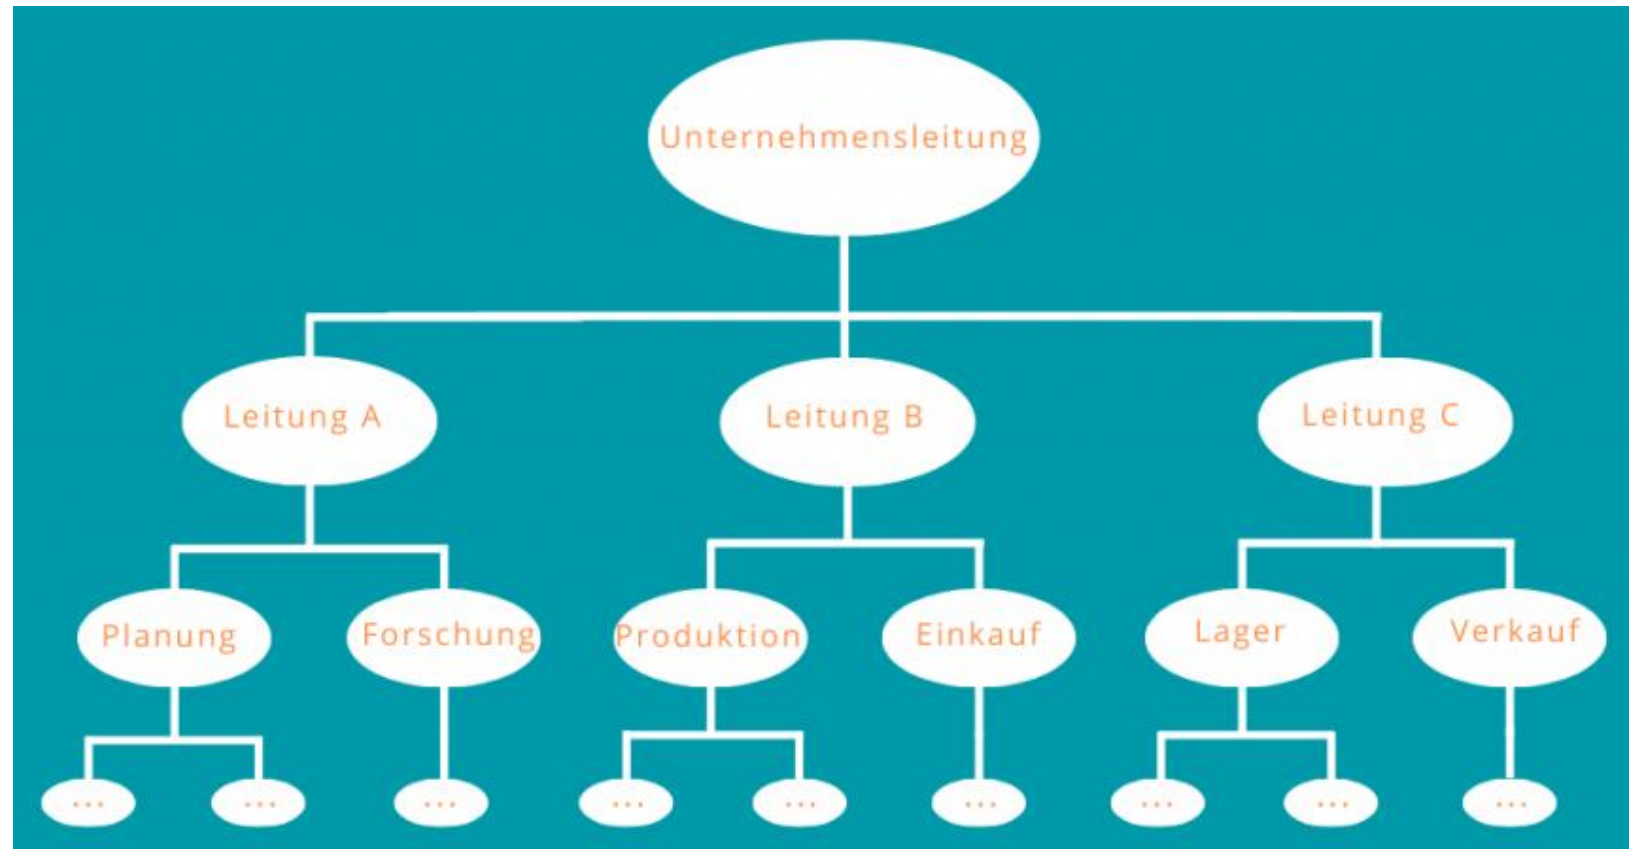 Unternehmensleitung
Leitung A
Leitung B
Leitung C
Planung
Forschung
Produktion
Einkauf
Lager
Verkauf
...
...
...
...
...
...
...
...
...